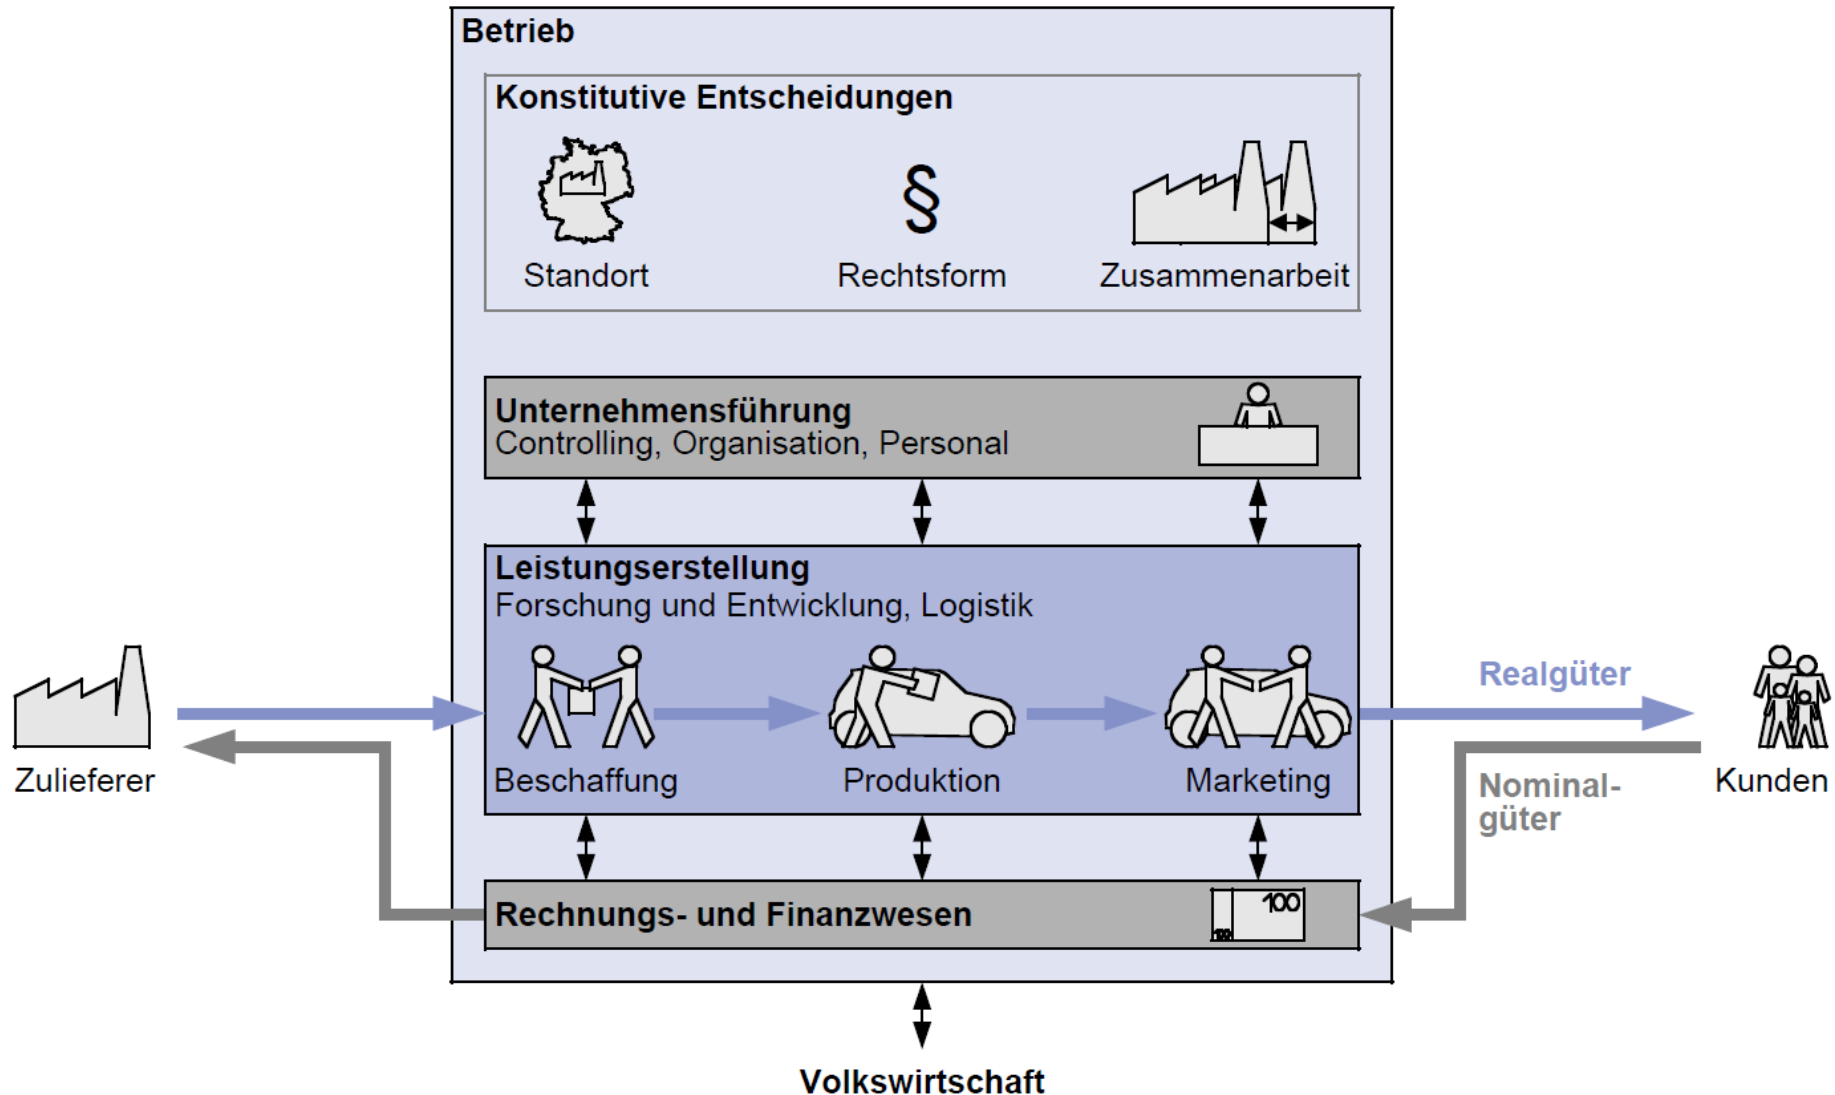 Betrieb
Konstitutive Entscheidungen
§
Standort
Rechtsform
Zusammenarbeit
Unternehmensführung
Controlling, Organisation, Personal
Leistungserstellung
Forschung und Entwicklung, Logistik
Beschaffung
Produktion
Marketing
Zulieferer
Realgüter
Nominal-
güter
Kunden
Rechnungs- und Finanzwesen
100
100
Volkswirtschaft